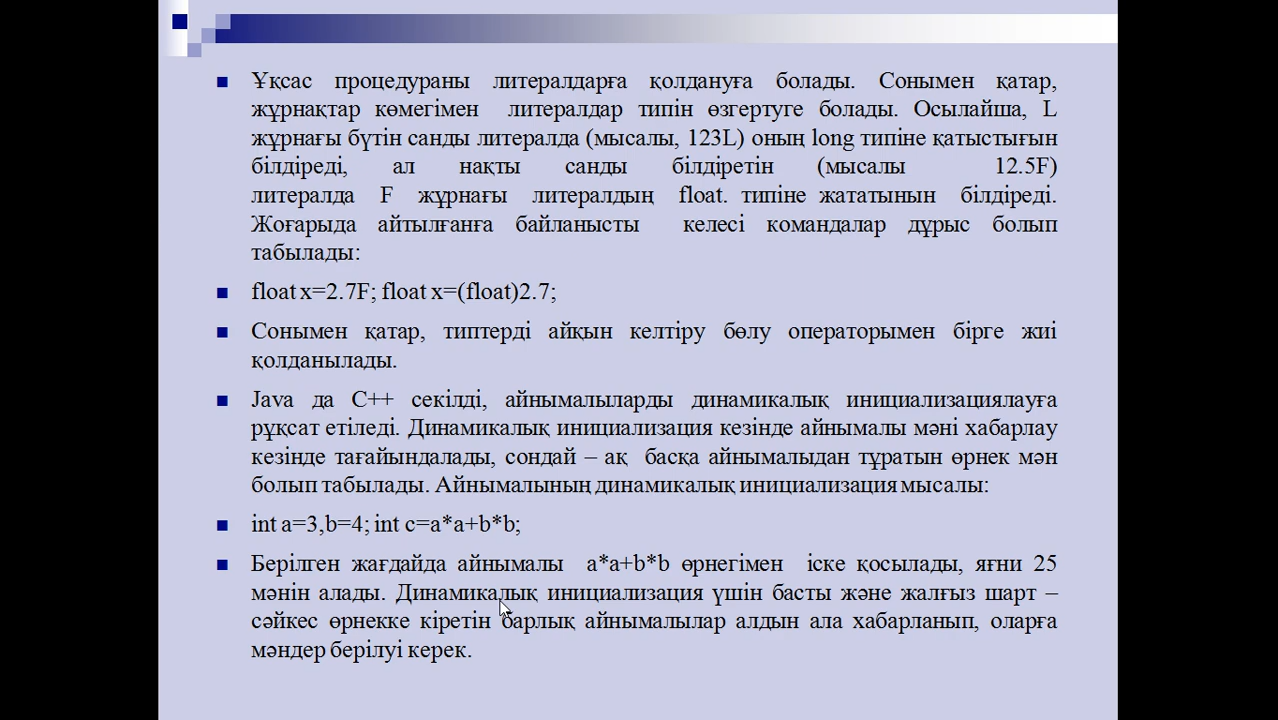 Ұқсас процедураны литералдарға қолдануға болады. Сонымен қатар,
жұрнақтар көмегімен литералдар типін өзгертуге болады. Осылайша, L
жұрнағы бүтін санды литералда (мысалы, 123L) оның long типіне қатыстығын
білдіреді, ал нақты санды білдіретін (мысалы 12.5F)
литералда F жұрнағы литералдың float. типіне жататынын білдіреді.
Жоғарыда айтылғанға байланысты келесі командалар дұрыс болып
табылады:
float x=2.7F; float x=(float)2.7;
Сонымен қатар, типтерді айқын келтіру бөлу операторымен бірге жиі
қолданылады.
Java да C++ секілді, айнымалыларды динамикалық инициализациялауға
рұқсат етіледі. Динамикалық инициализация кезінде айнымалы мәні хабарлау
кезінде тағайындалады, сондай – ақ басқа айнымалыдан тұратын өрнек мән
болып табылады. Айнымалының динамикалық инициализация мысалы:
int a=3,b=4; int c=a*a+b*b;
Берілген жағдайда айнымалы a*a+b*b өрнегімен іске қосылады, яғни 25
мәнін алады. Динамикалық инициализация үшін басты және жалғыз шарт –
сәйкес өрнекке кіретін барлық айнымалылар алдын ала хабарланып, оларға
мәндер берілуі керек.